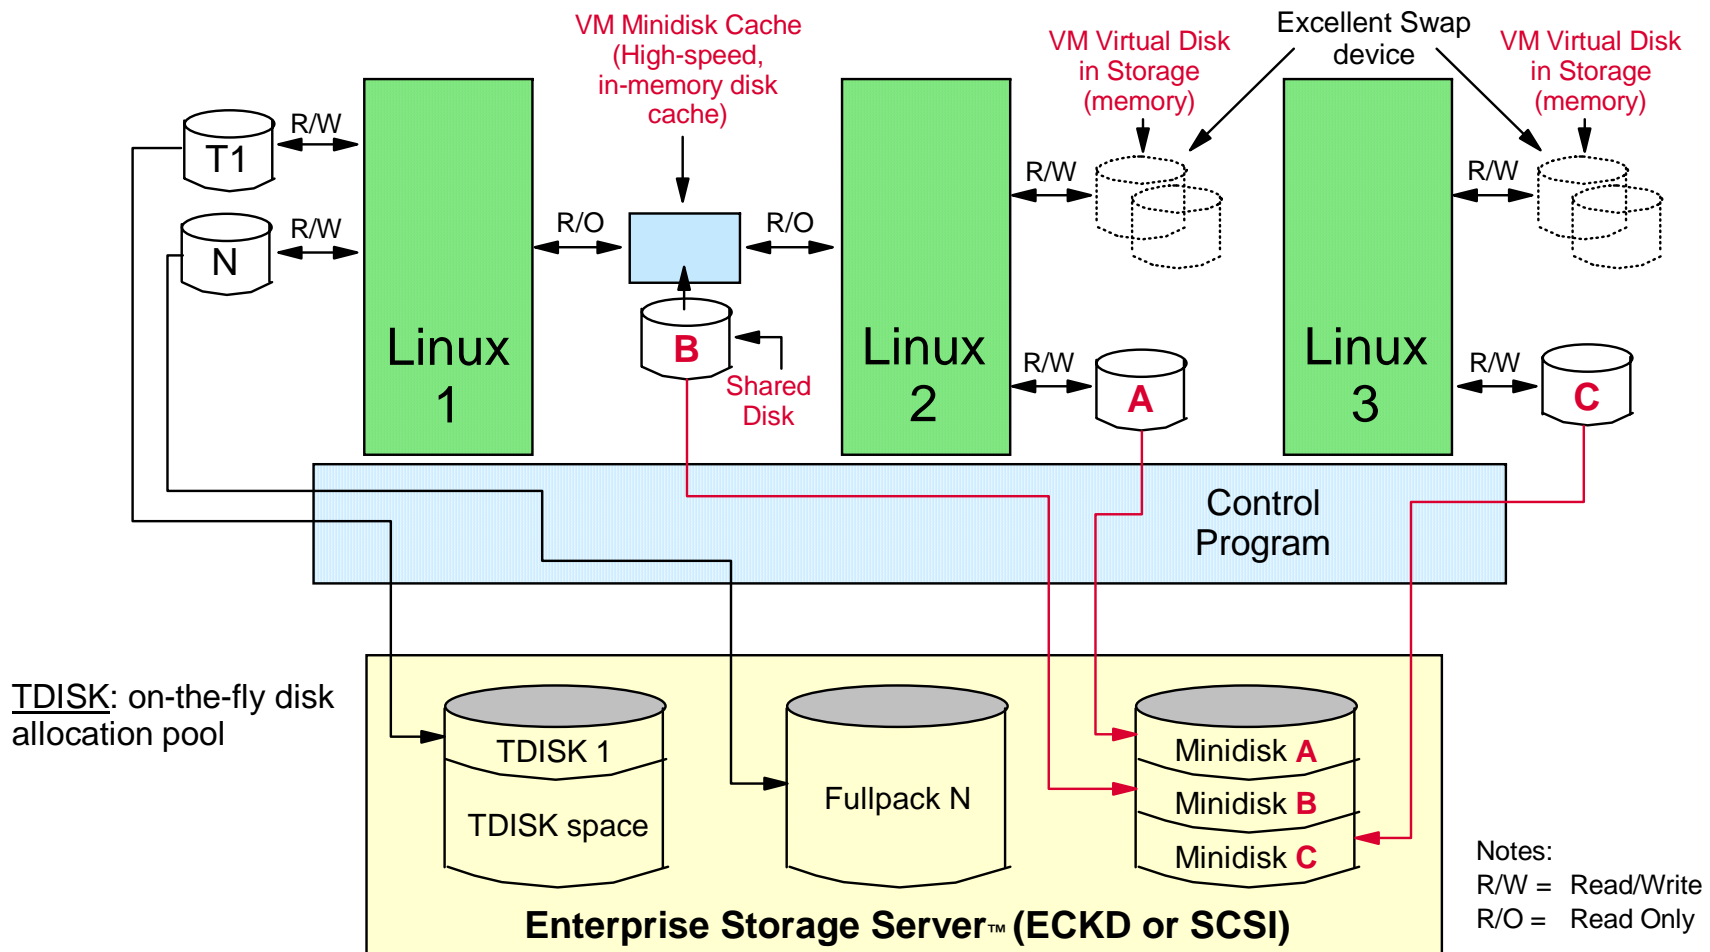 VM Minidisk Cache
(High-speed,
in-memory disk
cache)
VM Virtual Disk
in Storage
(memory)
Excellent Swap
device
VM Virtual Disk
in Storage
(memory)
T1
R/W
N
R/W
Linux
1
R/O
R/O
B
Shared
Disk
Linux
2
R/W
R/W
A
Linux
3
R/W
R/W
C
Control
Program
TDISK: on-the-fly disk
allocation pool
TDISK 1
TDISK space
Fullpack N
Minidisk A
Minidisk B
Minidisk C
Enterprise Storage Server™ (ECKD or SCSI)
Notes:
R/W = Read/Write
R/O = Read Only